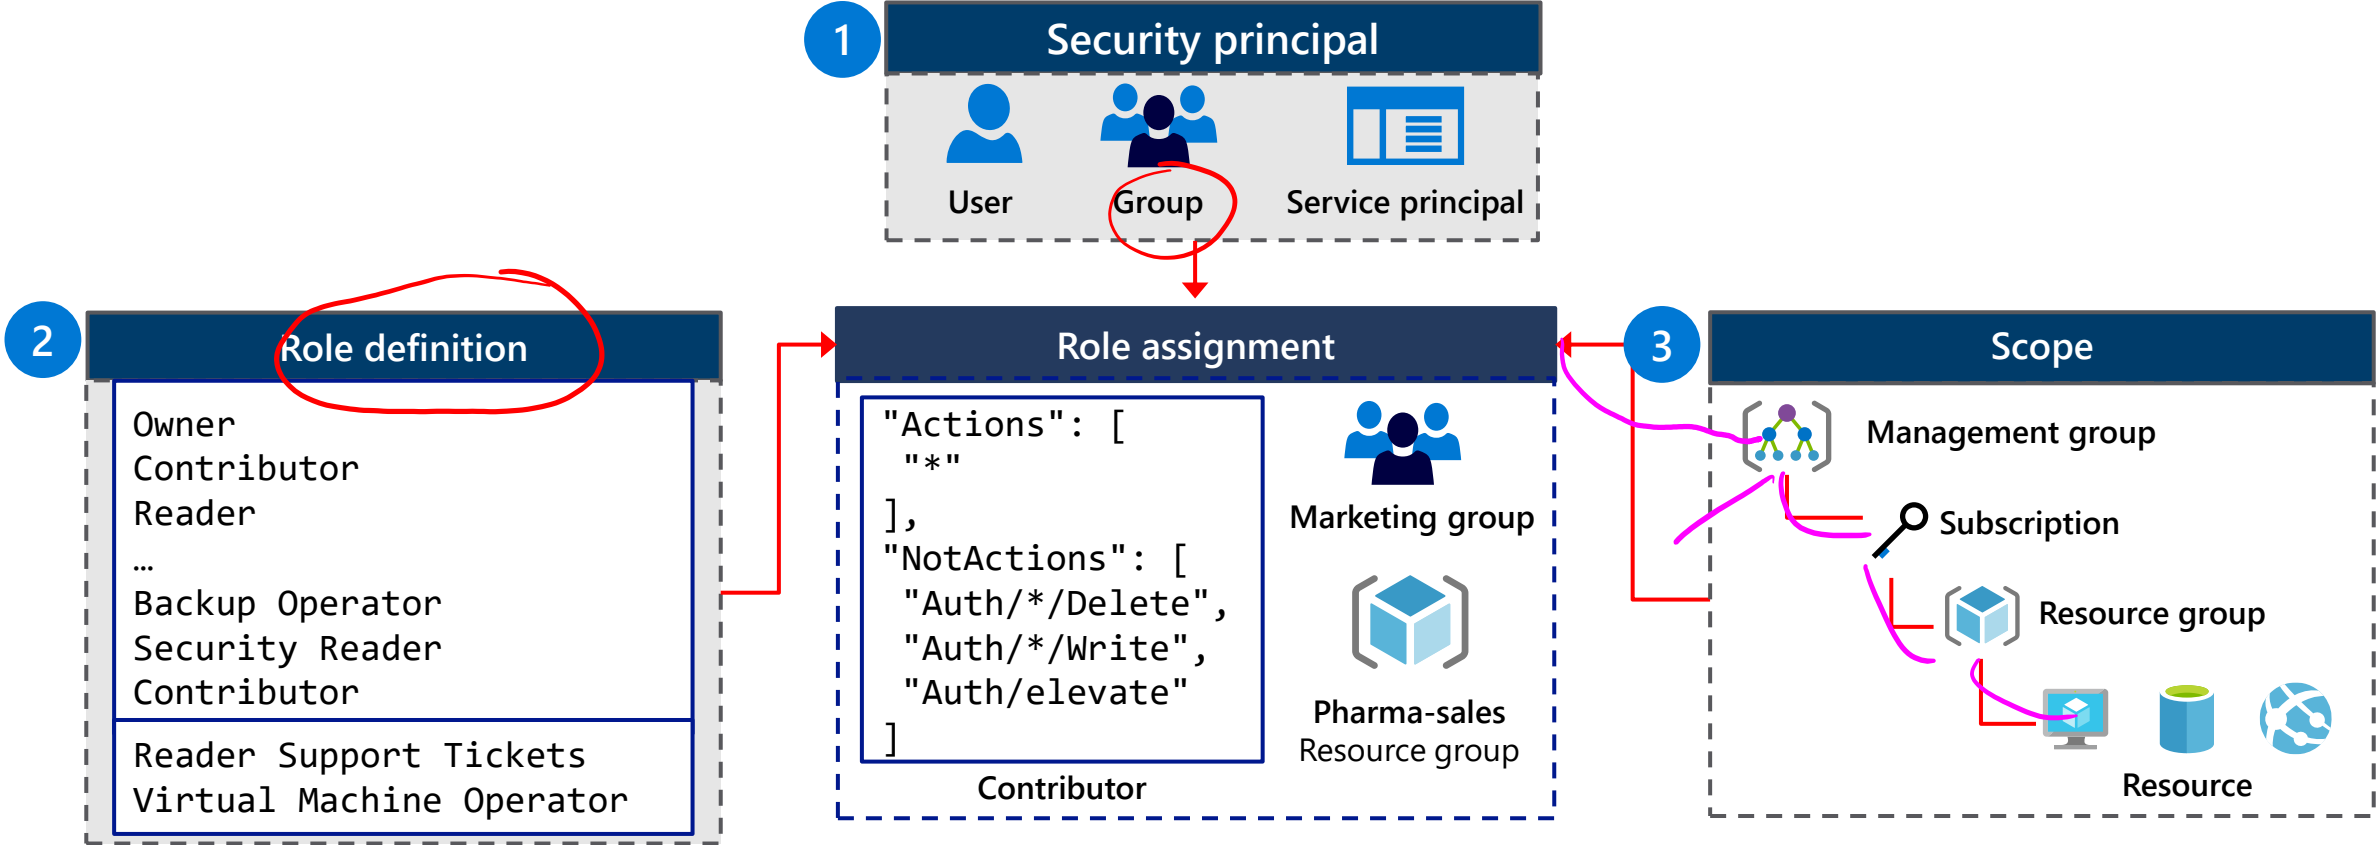 1
Security principal
User
Group
Service principal
2
Role definition
Owner
Contributor
Reader
…
Backup Operator
Security Reader
Contributor
Reader Support Tickets
Virtual Machine Operator
Role assignment
"Actions": [
"*"
],
"NotActions": [
"Auth/*/Delete",
"Auth/*/Write",
"Auth/elevate"
]
Contributor
Marketing group
Pharma-sales
Resource group
3
Scope
Management group
Subscription
Resource group
Resource